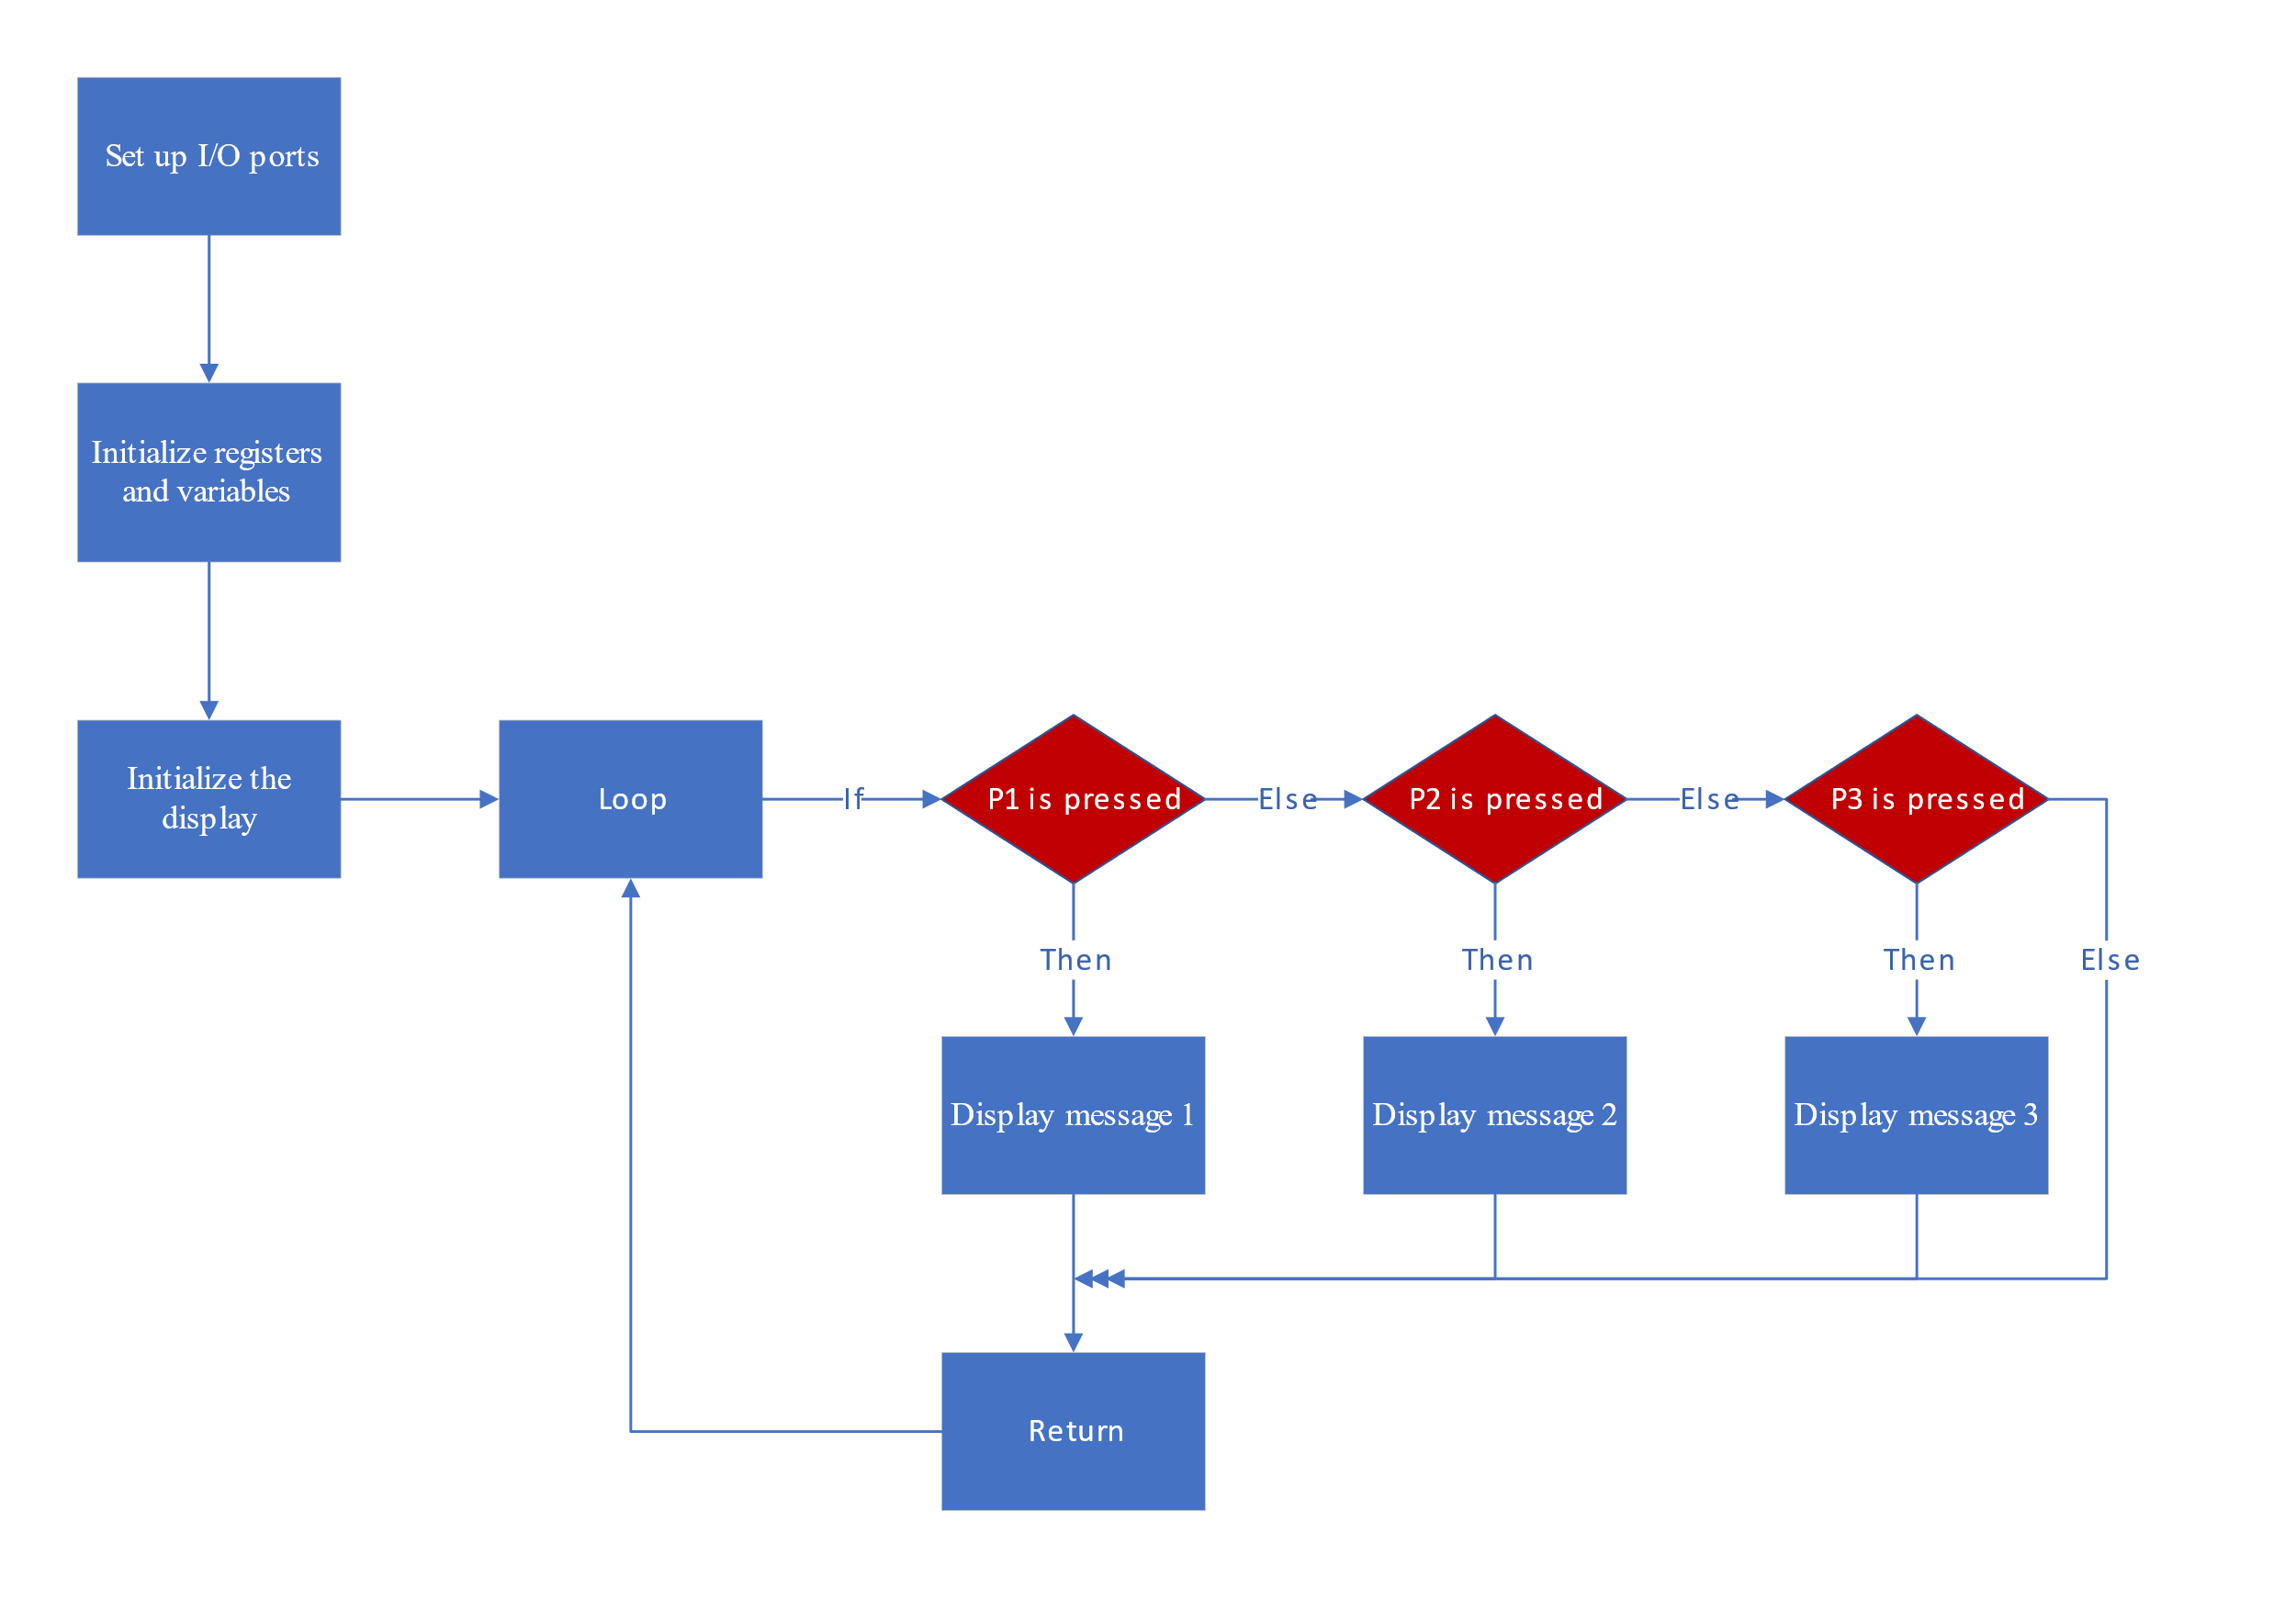 Set up I/O ports
Initialize registers
and variables
Initialize the
display
Loop
If
P1 is pressed
Else
P2 is pressed
Else
P3 is pressed
Then
Then
Then
Else
Display message 1
Display message 2
Display message 3
Return